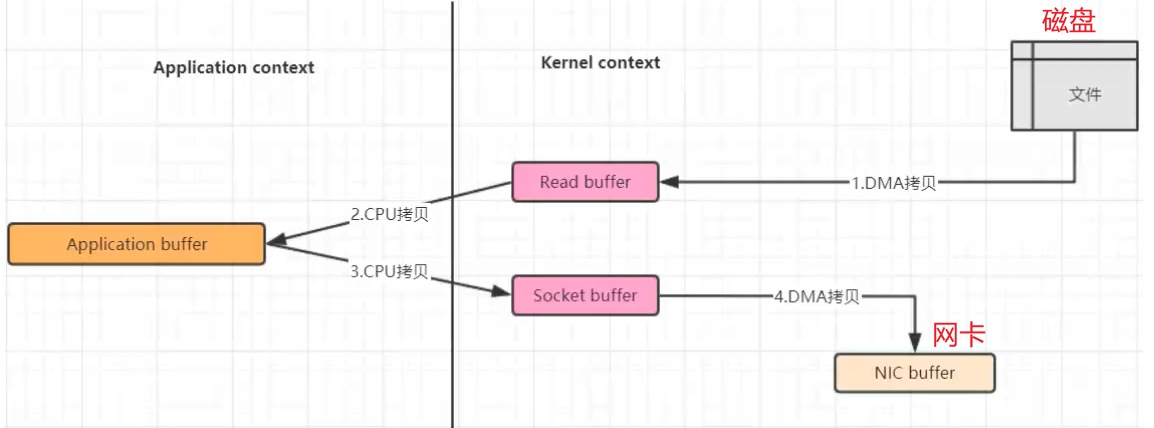 磁盘
Application context
Kernel context
文件
Read buffer
1.DMA拷贝
2.CPU拷贝
Application buffer
3.CPU拷贝
Socket buffer
4.DMA拷贝
网卡
NIC buffer